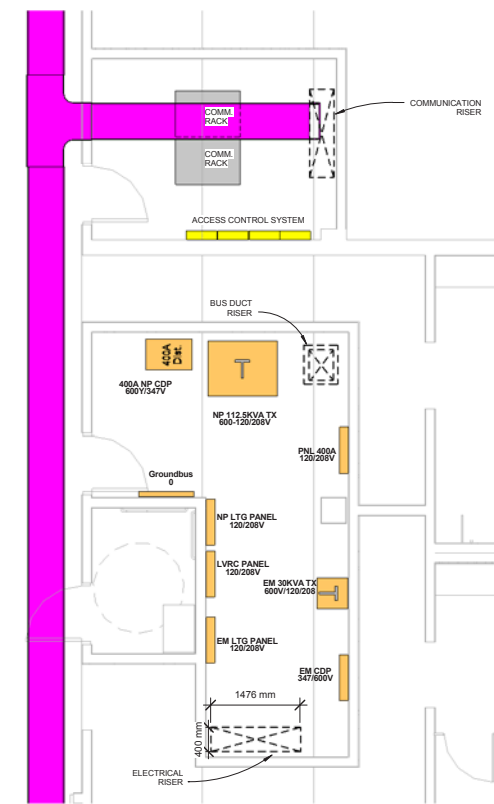 COMM.
RACK
COMM.
RACK
COMMUNICATION
RISER
ACCESS CONTROL SYSTEM
BUS DUCT
RISER
400A
Dist.
T
400A NP CDP
600Y/347V
NP 112.5KVA TX
600-120/208V
PNL 400A
120/208V
Groundbus
0
NP LTG PANEL
120/208V
LVRC PANEL
120/208V
EM 30KVA TX
600V/120/208
T
EM LTG PANEL
120/208V
EM CDP
347/600V
1476 mm
400 mm
ELECTRICAL
RISER